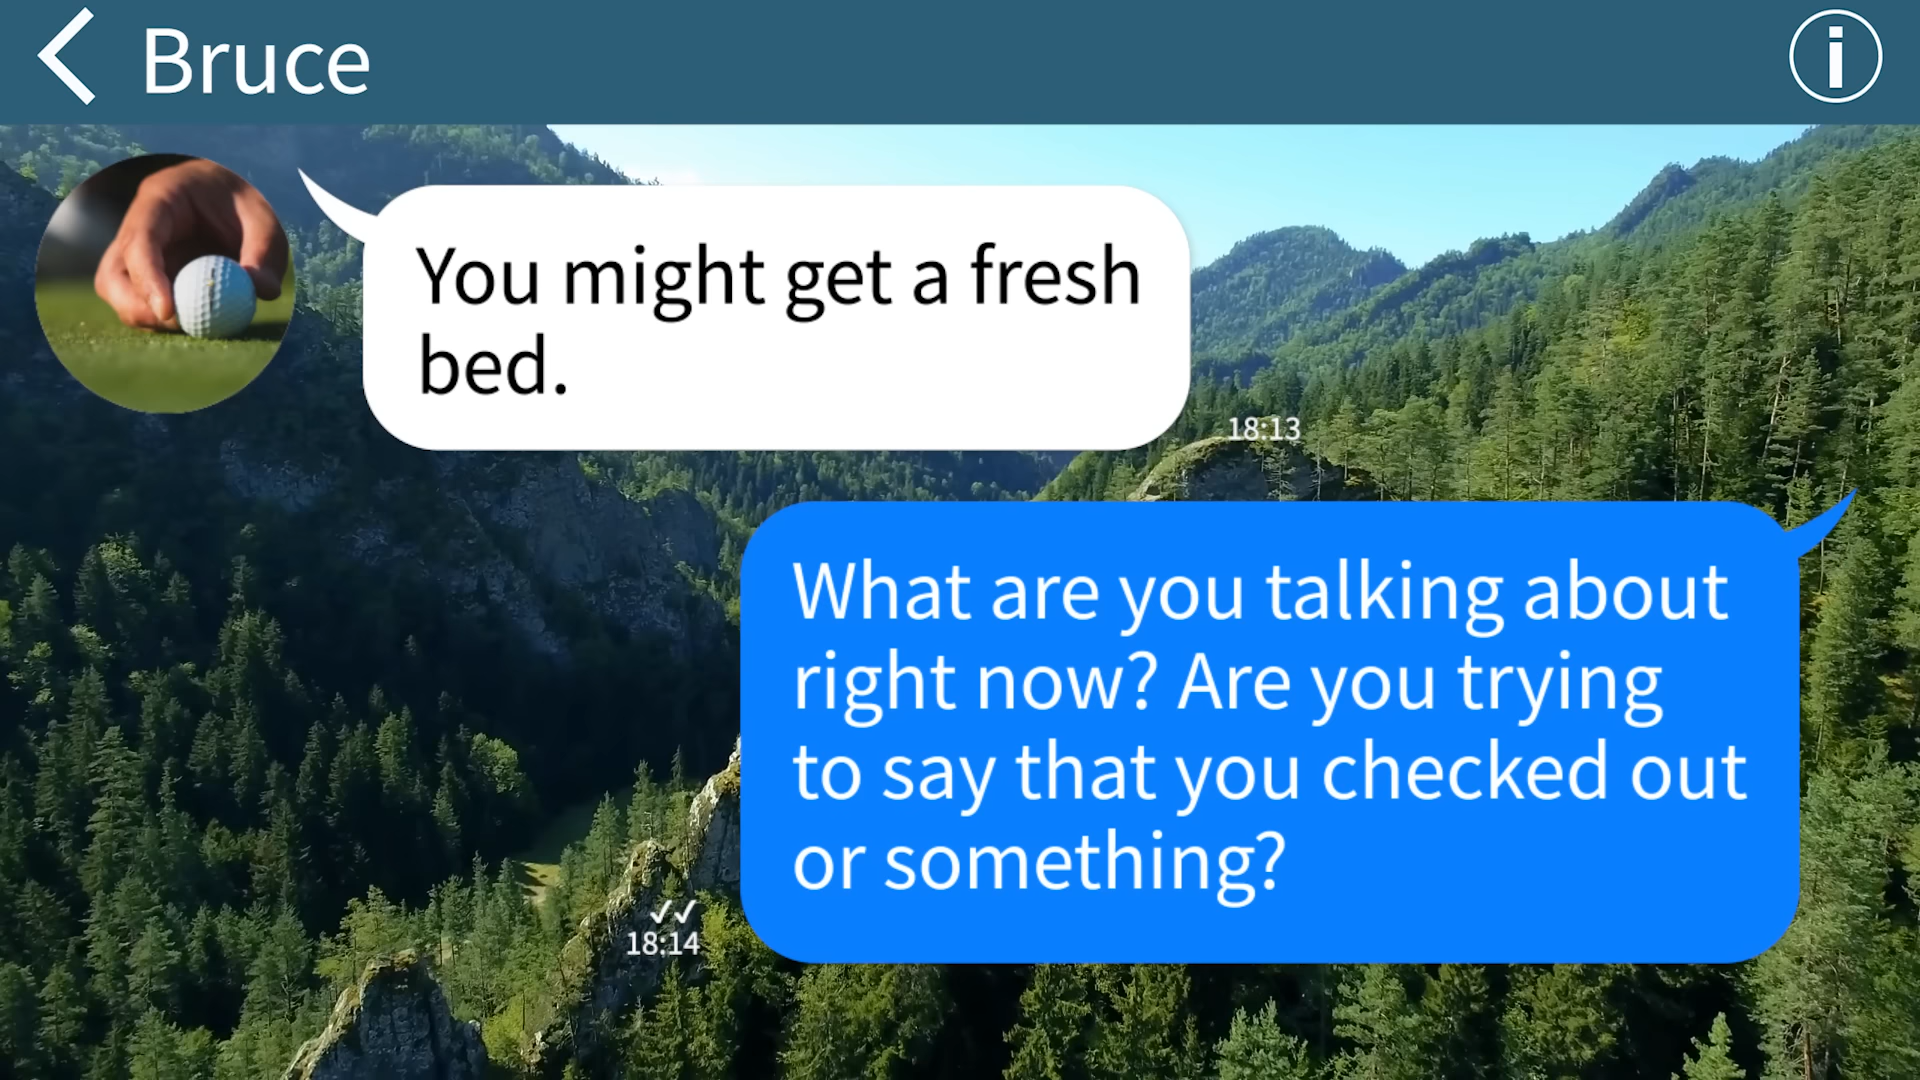 Bruce
You might get a fresh
bed.
18:13
What are you talking about
right now? Are you trying
to say that you checked out
or something?
18:14